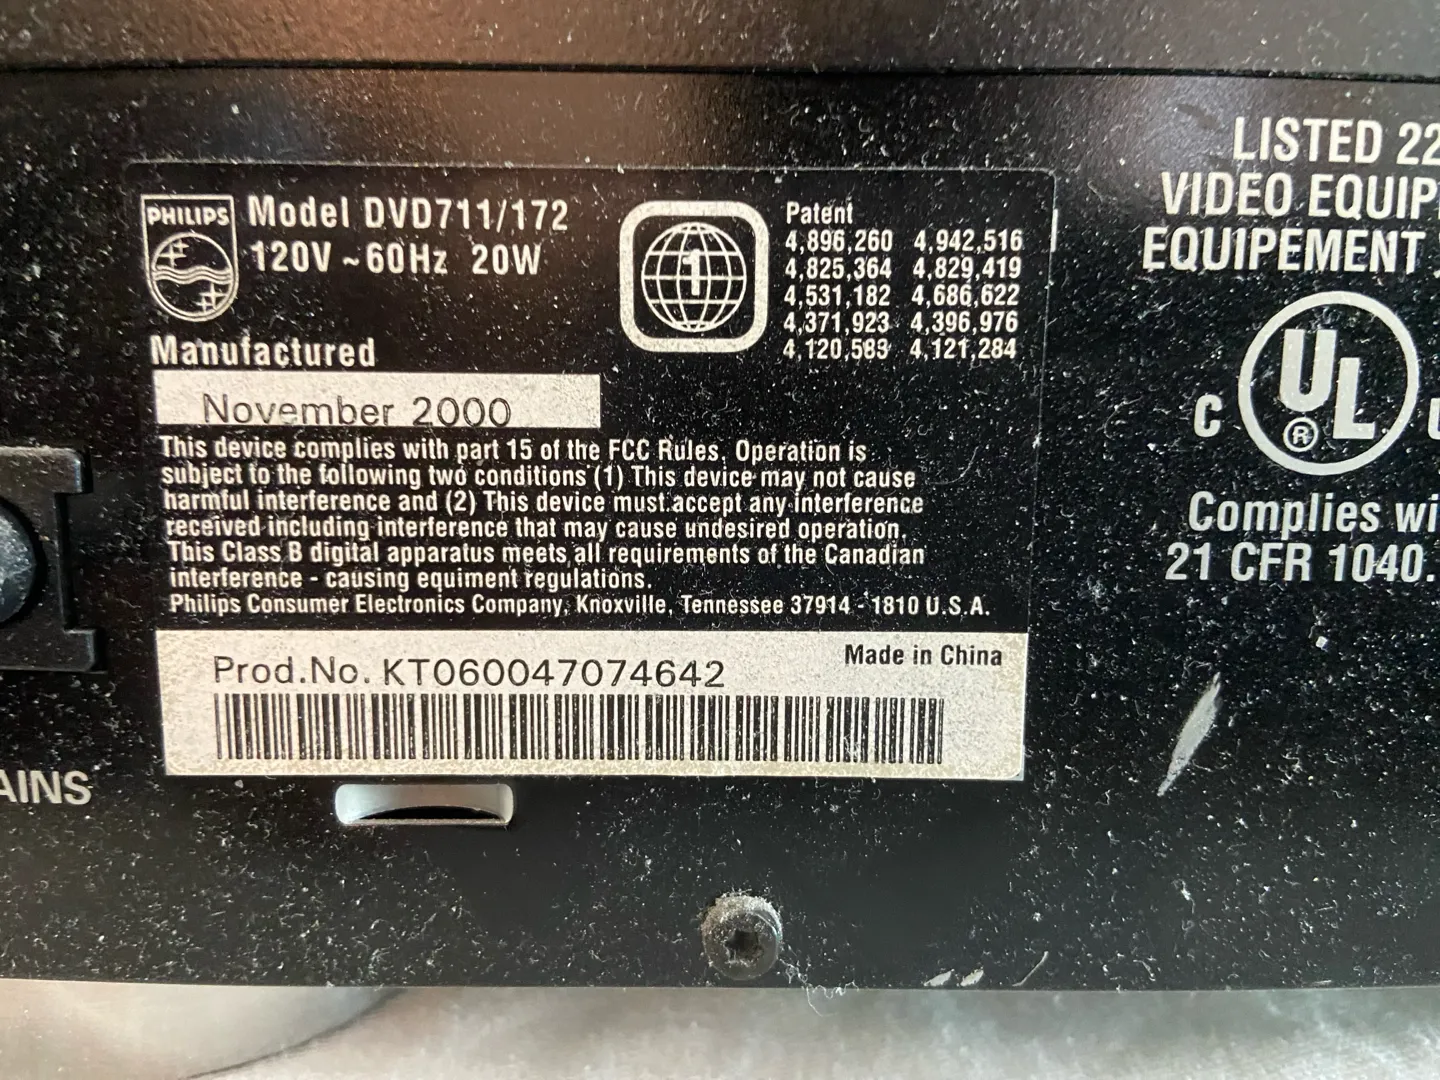 PHILIPS
Model DVD711/172
120V ~ 60Hz 20W
Manufactured
November 2000
1
Patent
4,896,260 4,942,516
4,825,364 4,829,419
4,531,182 4,686,622
4,371,923 4,396,976
4,120,583 4,121,284
This device complies with part 15 of the FCC Rules, Operation is
subject to the following two conditions (1) This device may not cause
harmful interference and (2) This device must accept any interference
received including interference that may cause undesired operation.
This Class B digital apparatus meets all requirements of the Canadian
interference - causing equiment regulations.
Philips Consumer Electronics Company, Knoxville, Tennessee 37914 - 1810 U.S.A.
Prod.No. KT060047074642
Made in China
AINS
LISTED 22
VIDEO EQUIP
EQUIPEMENT
C UL ®
Complies wi
21 CFR 1040.